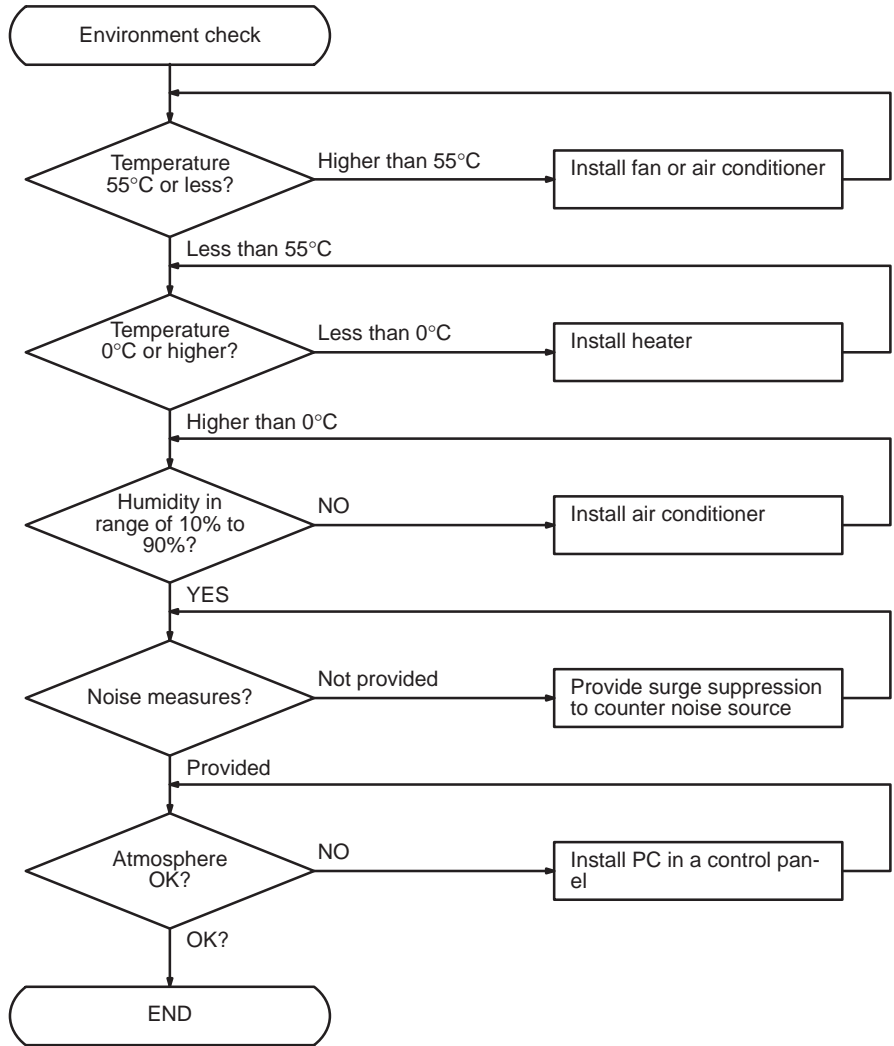 Environment check
Temperature
55°C or less?
Higher than 55°C
Install fan or air conditioner
Less than 55°C
Temperature
0°C or higher?
Less than 0°C
Install heater
Higher than 0°C
Humidity in
range of 10% to
90%?
NO
Install air conditioner
YES
Noise measures?
Not provided
Provide surge suppression
to counter noise source
Provided
Atmosphere
OK?
NO
Install PC in a control pan-
el
OK?
END